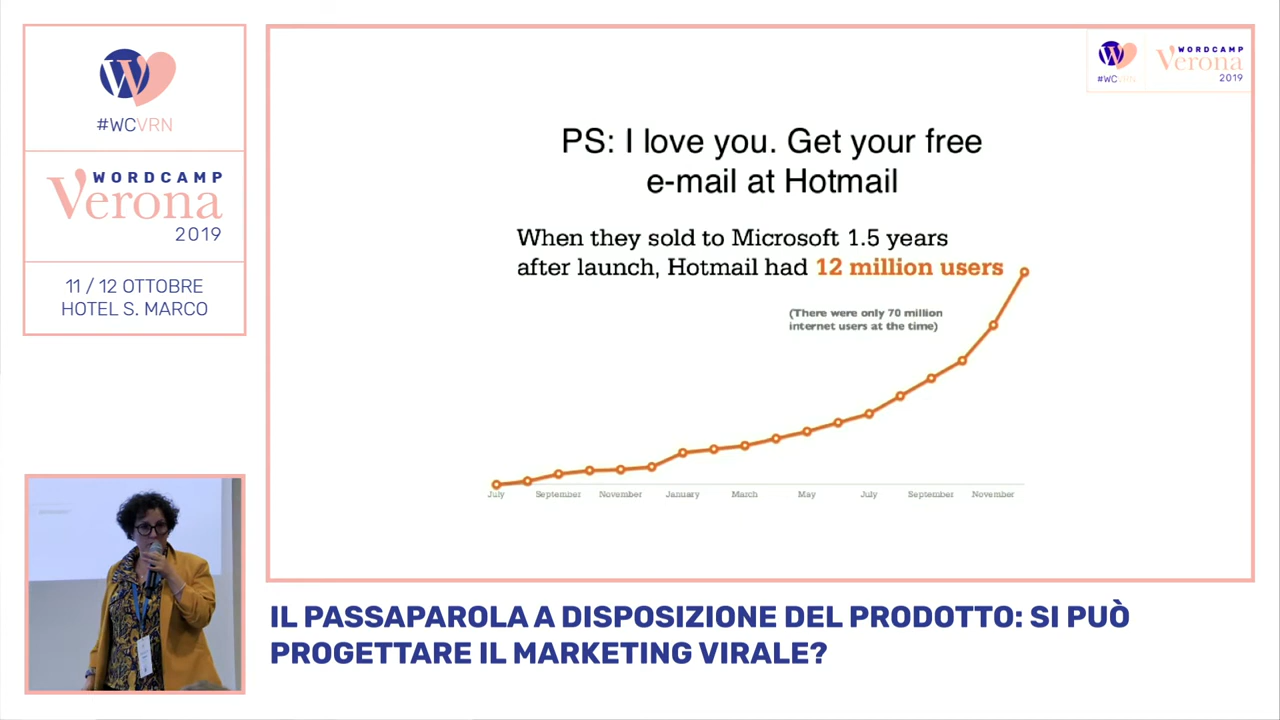 #WCVRN
WORDCAMP
Verona
2019
11 / 12 OTTOBRE
HOTEL S. MARCO
#WCVRN
WORDCAMP
Verona
2019
PS: I love you. Get your free
e-mail at Hotmail
When they sold to Microsoft 1.5 years
after launch, Hotmail had 12 million users
(There were only 70 million
internet users at the time)
July September November January March May July September November
IL PASSAPAROLA A DISPOSIZIONE DEL PRODOTTO: SI PUÒ
PROGETTARE IL MARKETING VIRALE?